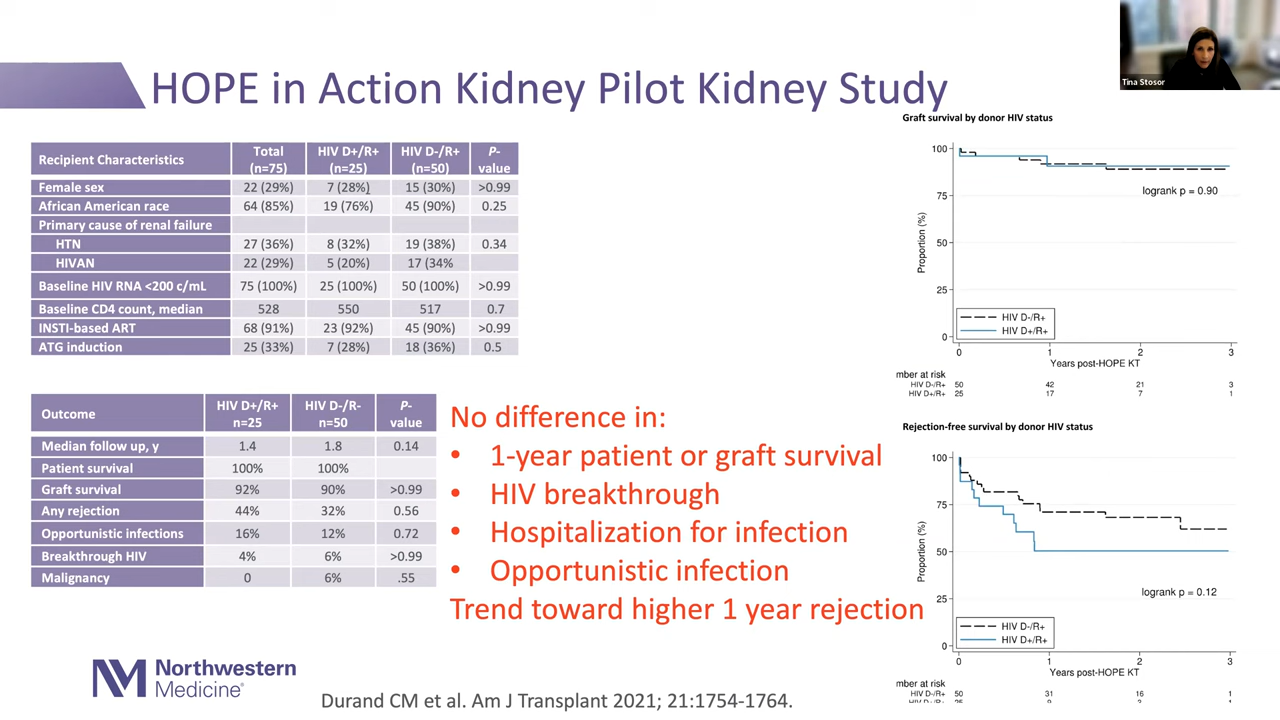 Tina Stosor
HOPE in Action Kidney Pilot Kidney Study
Recipient Characteristics Total (n=75) HIV D+/R+ (n=25) HIV D-/R+ (n=50) P-value
Female sex 22 (29%) 7 (28%) 15 (30%) >0.99
African American race 64 (85%) 19 (76%) 45 (90%) 0.25
Primary cause of renal failure
HTN 27 (36%) 8 (32%) 19 (38%) 0.34
HIVAN 22 (29%) 5 (20%) 17 (34%
Baseline HIV RNA <200 c/mL 75 (100%) 25 (100%) 50 (100%) >0.99
Baseline CD4 count, median 528 550 517 0.7
INSTI-based ART 68 (91%) 23 (92%) 45 (90%) >0.99
ATG induction 25 (33%) 7 (28%) 18 (36%) 0.5
Outcome HIV D+/R+ n=25 HIV D-/R- n=50 P-value
Median follow up, y 1.4 1.8 0.14
Patient survival 100% 100%
Graft survival 92% 90% >0.99
Any rejection 44% 32% 0.56
Opportunistic infections 16% 12% 0.72
Breakthrough HIV 4% 6% >0.99
Malignancy 0 6% .55
No difference in:
• 1-year patient or graft survival
• HIV breakthrough
• Hospitalization for infection
• Opportunistic infection
Trend toward higher 1 year rejection
Graft survival by donor HIV status
100
75
50
25
0
Proportion (%)
logrank p = 0.90
HIV D-/R+
HIV D+/R+
0 1 2 3
Years post-HOPE KT
mber at risk
HIV D-/R+ 50 42 21 3
HIV D+/R+ 25 17 7 1
Rejection-free survival by donor HIV status
100
75
50
25
0
Proportion (%)
logrank p = 0.12
HIV D-/R+
HIV D+/R+
0 1 2 3
Years post-HOPE KT
mber at risk
HIV D-/R+ 50 31 16 1
NM Northwestern
Medicine®
Durand CM et al. Am J Transplant 2021; 21:1754-1764.